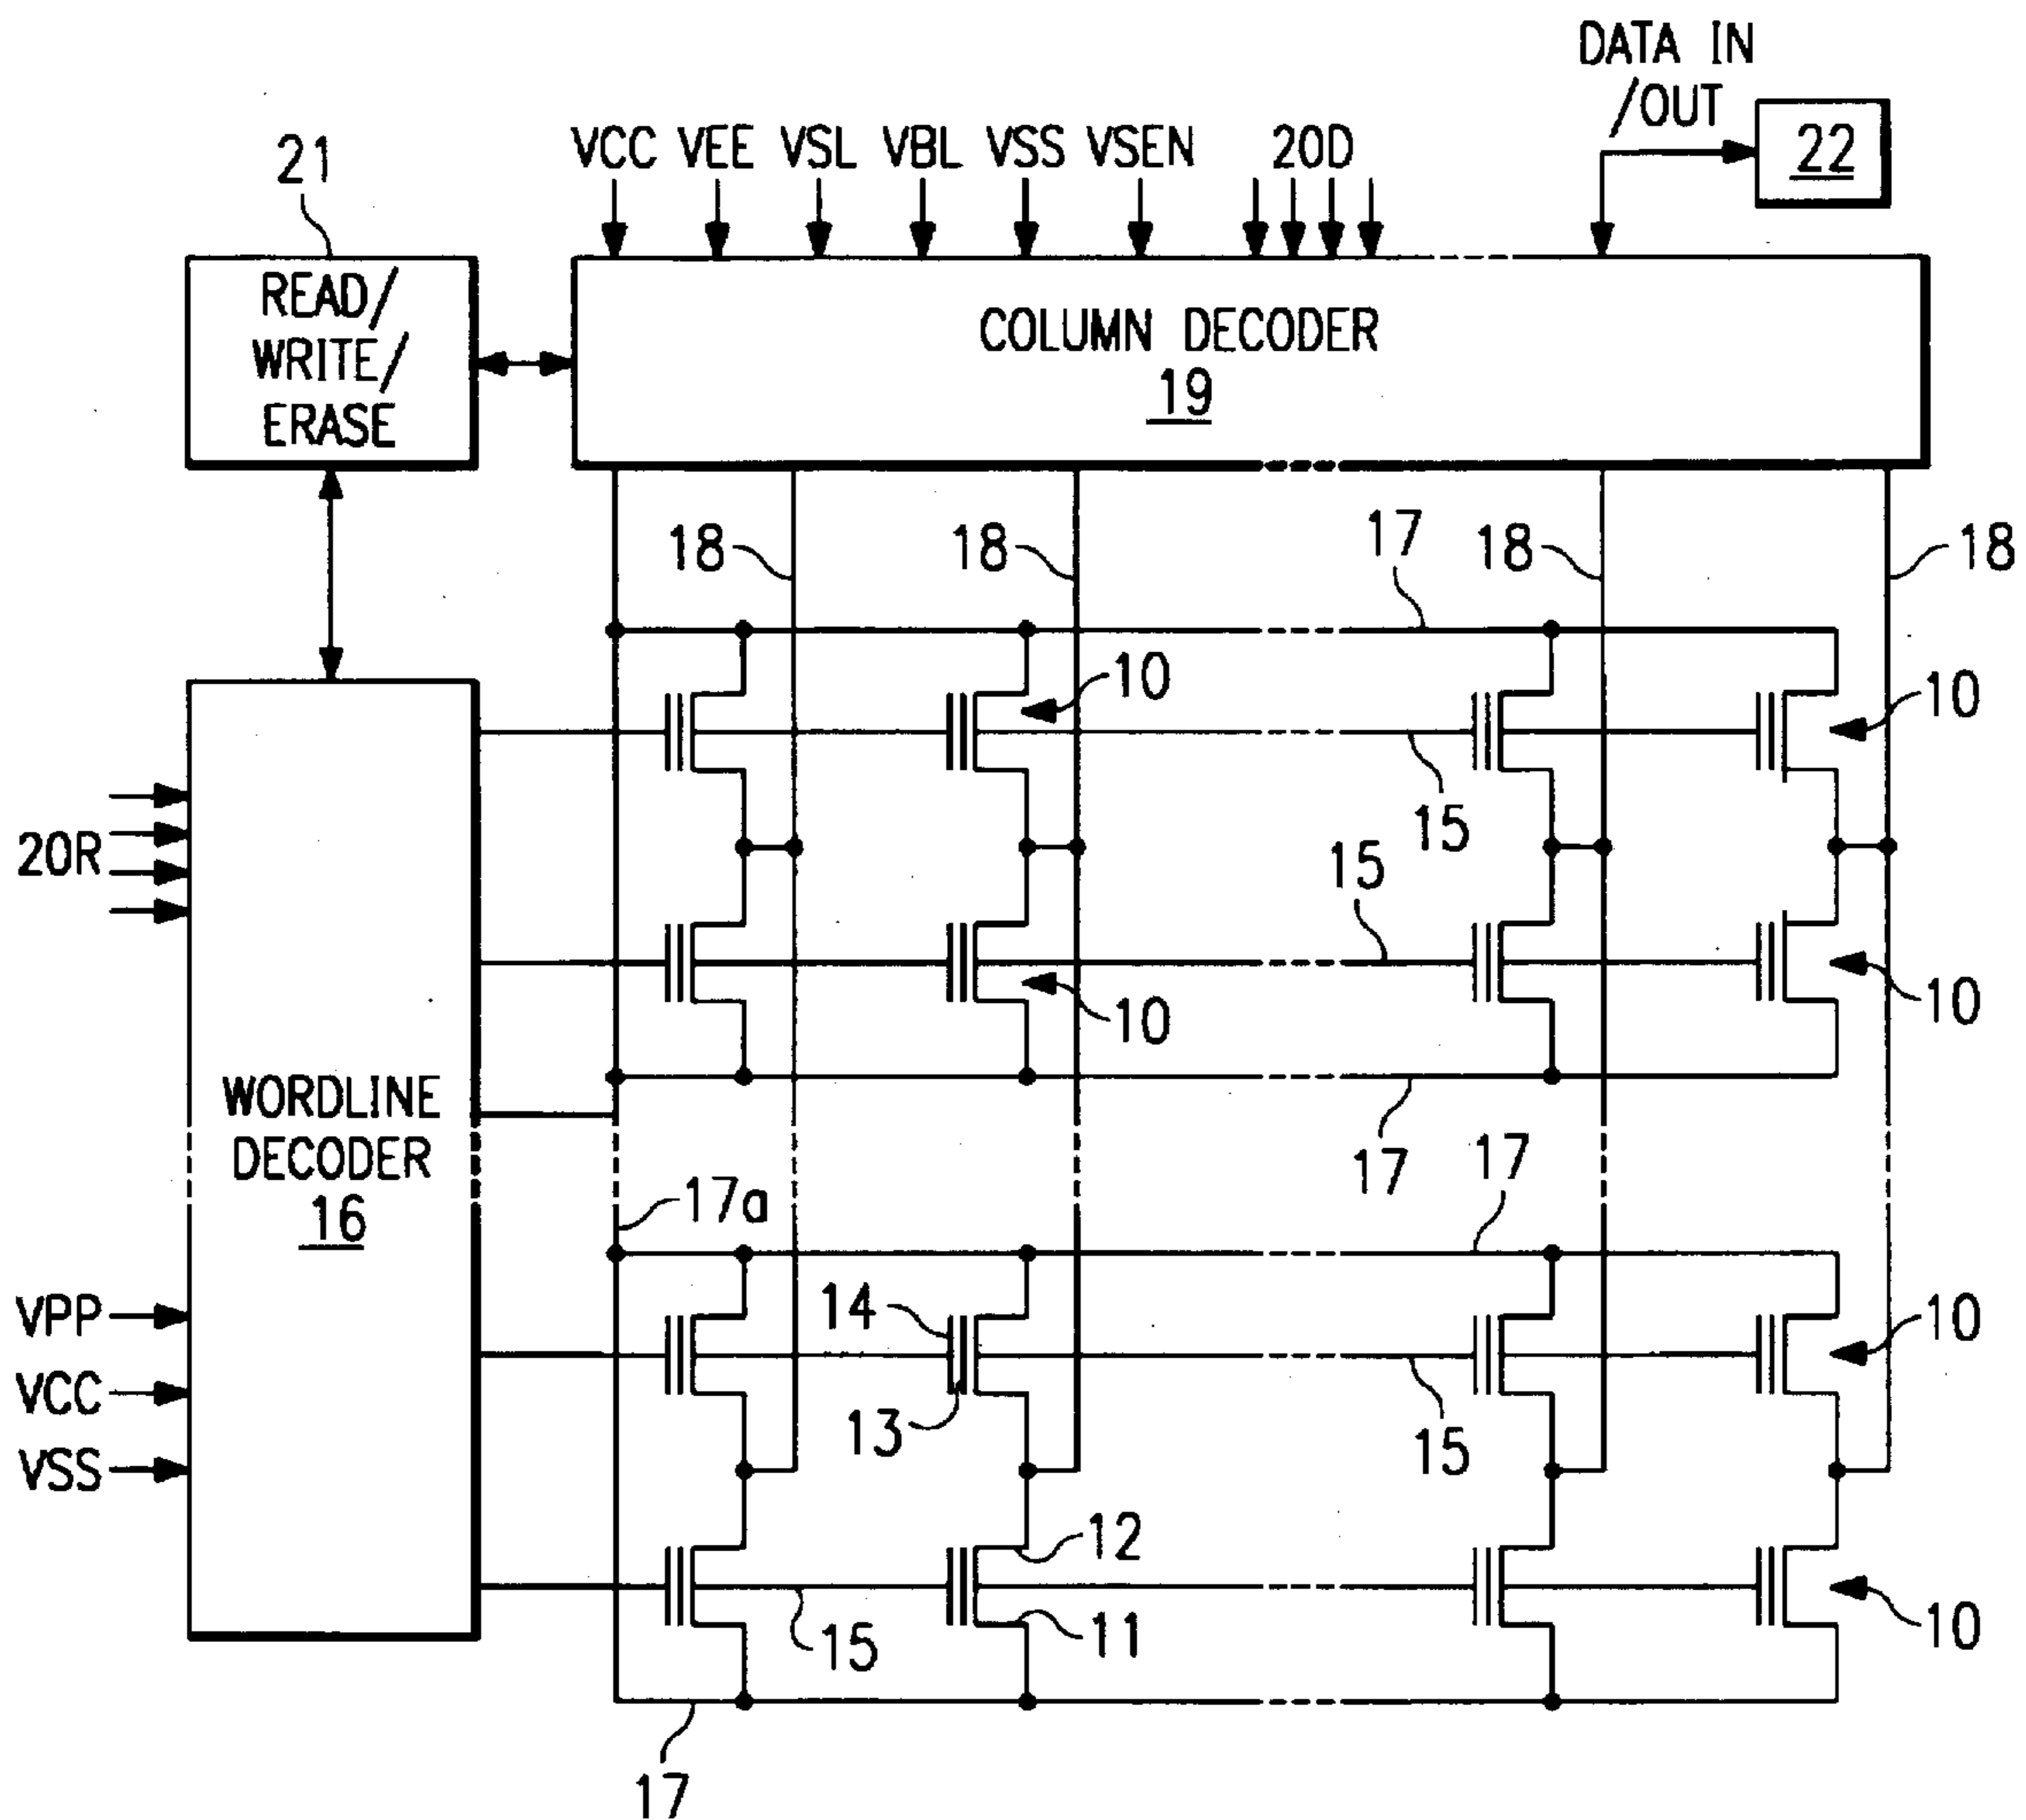 DATA IN
/OUT
22
21
VCC VEE VSL VBL VSS VSEN 20D
READ/
WRITE/
ERASE
COLUMN DECODER
19
18 18 17 18 18
10 10
15
20R
15
10 10
WORDLINE
DECODER
16
17 17
17a
VPP
14
10
VCC
13 15
VSS
12
15 11 10
17